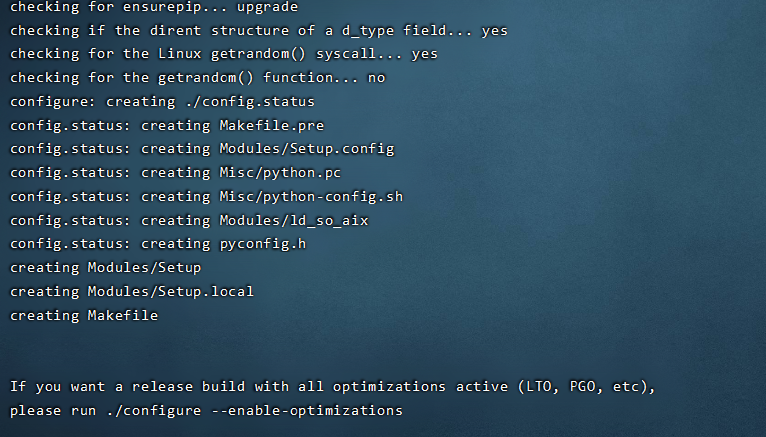 checking for ensurepip... upgrade
checking if the dirent structure of a d_type field... yes
checking for the Linux getrandom() syscall... yes
checking for the getrandom() function... no
configure: creating ./config.status
config.status: creating Makefile.pre
config.status: creating Modules/Setup.config
config.status: creating Misc/python.pc
config.status: creating Misc/python-config.sh
config.status: creating Modules/ld_so_aix
config.status: creating pyconfig.h
creating Modules/Setup
creating Modules/Setup.local
creating Makefile
If you want a release build with all optimizations active (LTO, PGO, etc),
please run ./configure --enable-optimizations